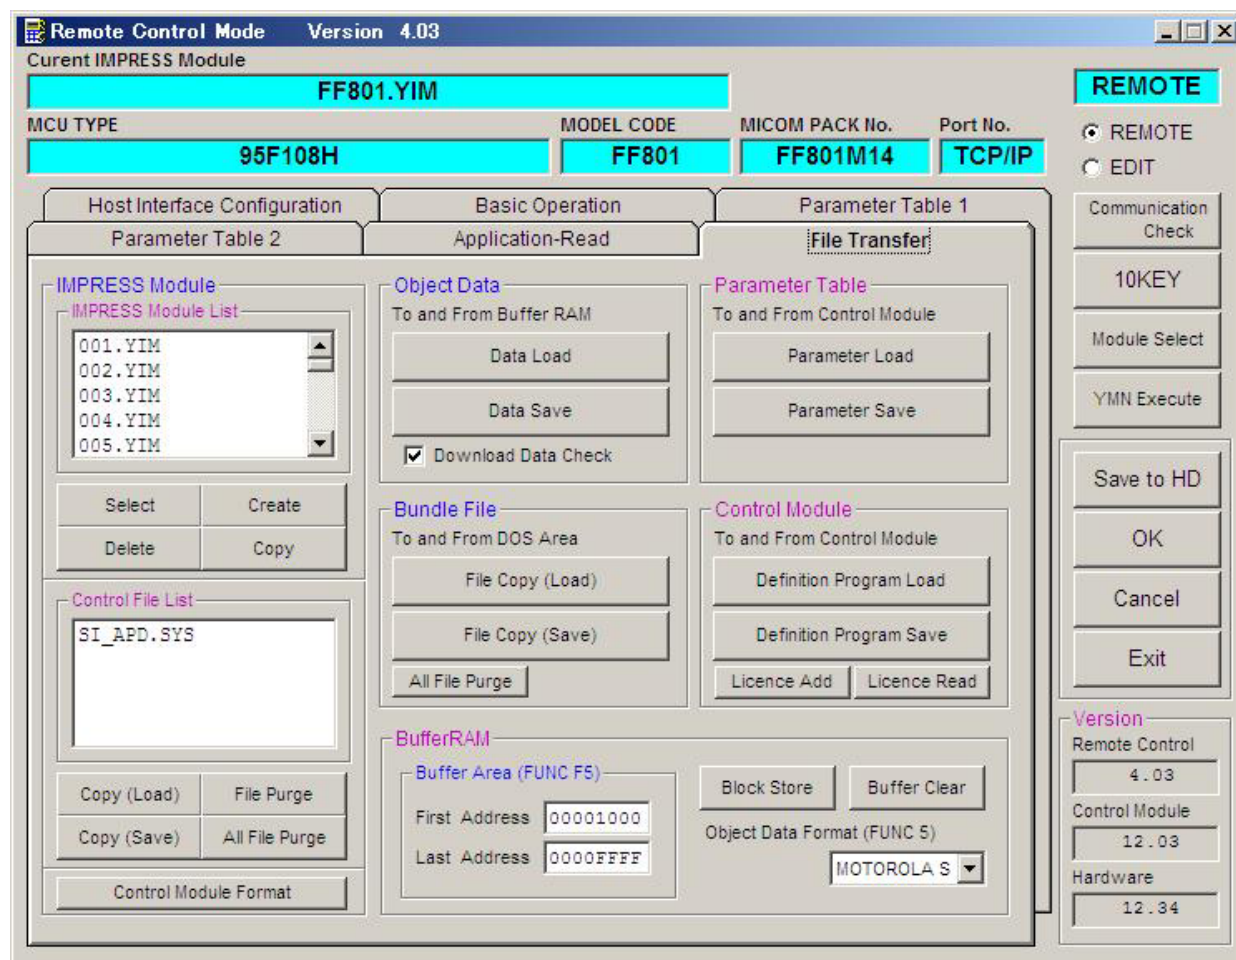 Remote Control Mode Version 4.03
Curent IMPRESS Module
FF801.YIM
REMOTE
MCU TYPE MODEL CODE MICOM PACK No. Port No.
95F108H FF801 FF801M14 TCP/IP
REMOTE
EDIT
Host Interface Configuration Basic Operation Parameter Table 1
Parameter Table 2 Application-Read File Transfer
IMPRESS Module
IMPRESS Module List
001.YIM
002.YIM
003.YIM
004.YIM
005.YIM
Select Create
Delete Copy
Control File List
SI_APD.SYS
Copy (Load) File Purge
Copy (Save) All File Purge
Control Module Format
Object Data
To and From Buffer RAM
Data Load
Data Save
Download Data Check
Parameter Table
To and From Control Module
Parameter Load
Parameter Save
Bundle File
To and From DOS Area
File Copy (Load)
File Copy (Save)
All File Purge
Control Module
To and From Control Module
Definition Program Load
Definition Program Save
Licence Add Licence Read
BufferRAM
Buffer Area (FUNC F5)
First Address 00001000
Last Address 0000FFFF
Block Store Buffer Clear
Object Data Format (FUNC 5)
MOTOROLA S
Communication
Check
10KEY
Module Select
YMN Execute
Save to HD
OK
Cancel
Exit
Version
Remote Control
4.03
Control Module
12.03
Hardware
12.34